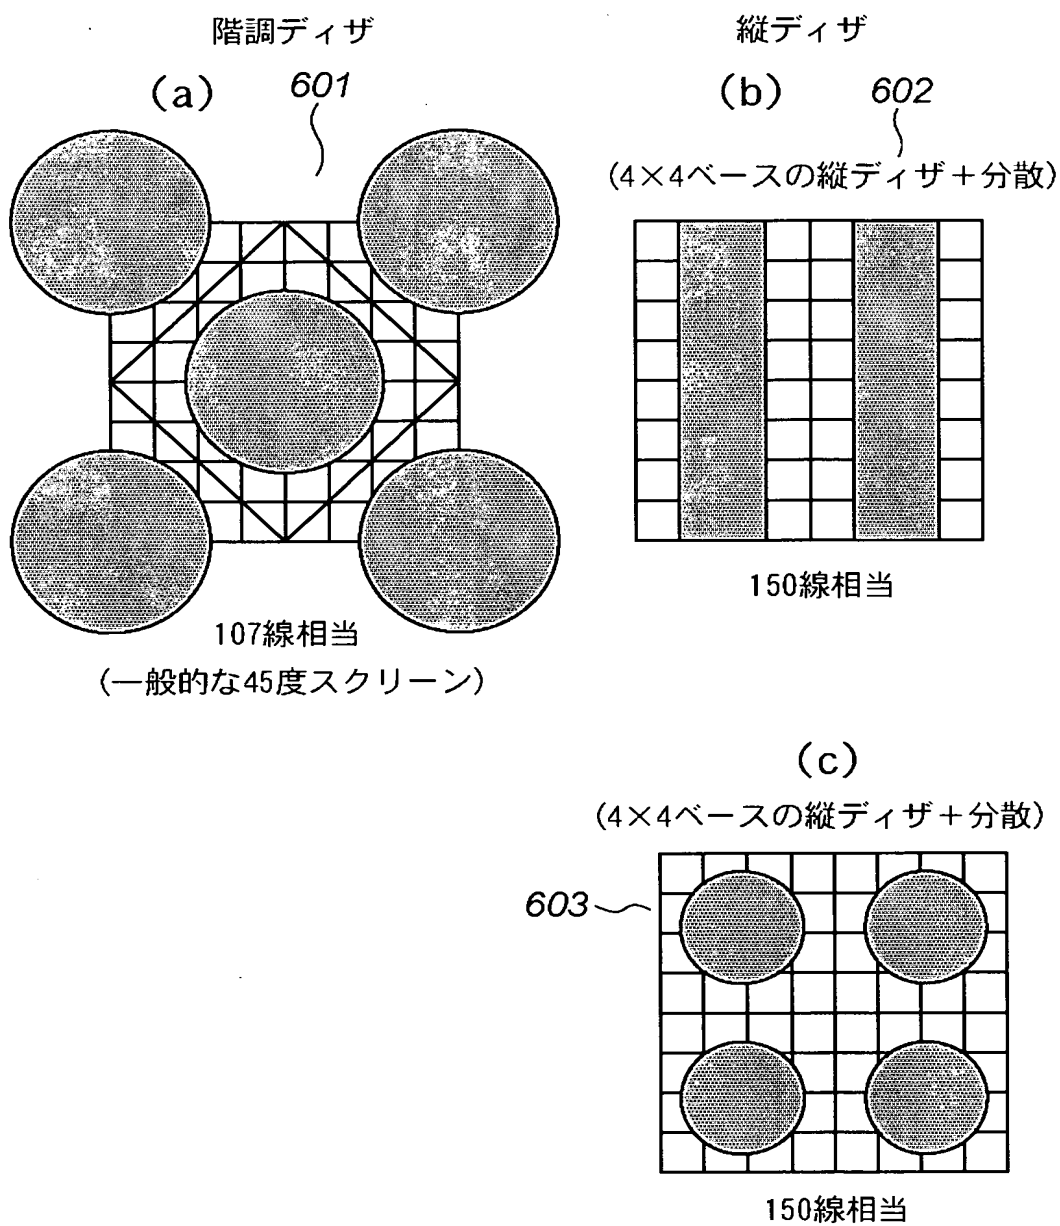 階調ディザ
(a)
601
107線相当
(一般的な45度スクリーン)
縦ディザ
(b)
602
(4×4ベースの縦ディザ+分散)
150線相当
(c)
(4×4ベースの縦ディザ+分散)
603
150線相当